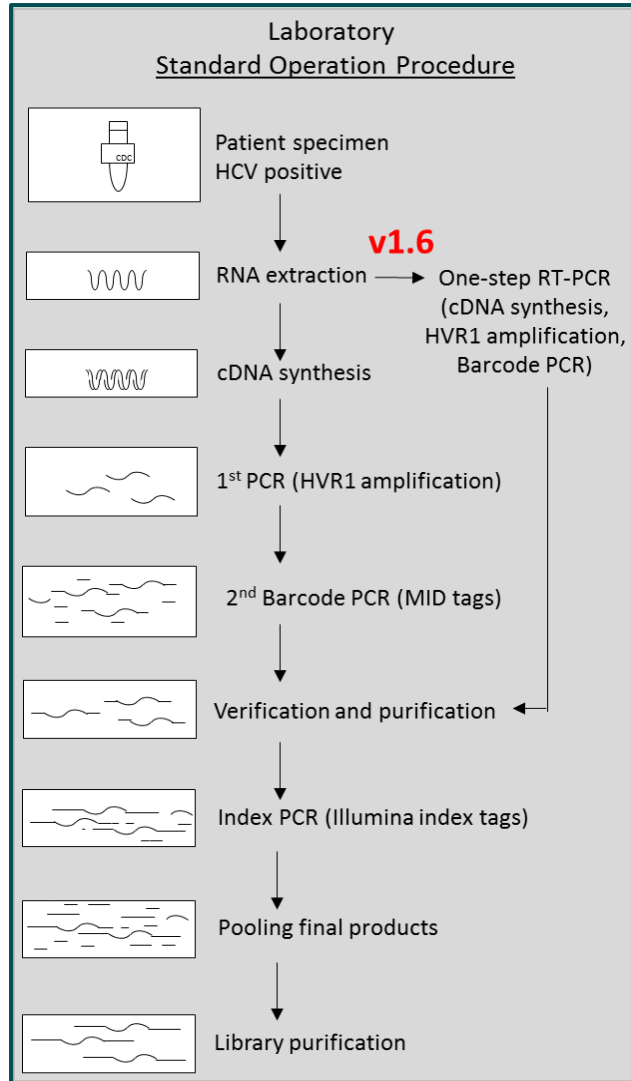 Laboratory
Standard Operation Procedure
CDC
Patient specimen
HCV positive
v1.6
RNA extraction
One-step RT-PCR
(cDNA synthesis,
HVR1 amplification,
Barcode PCR)
cDNA synthesis
1st PCR (HVR1 amplification)
2nd Barcode PCR (MID tags)
Verification and purification
Index PCR (Illumina index tags)
Pooling final products
Library purification